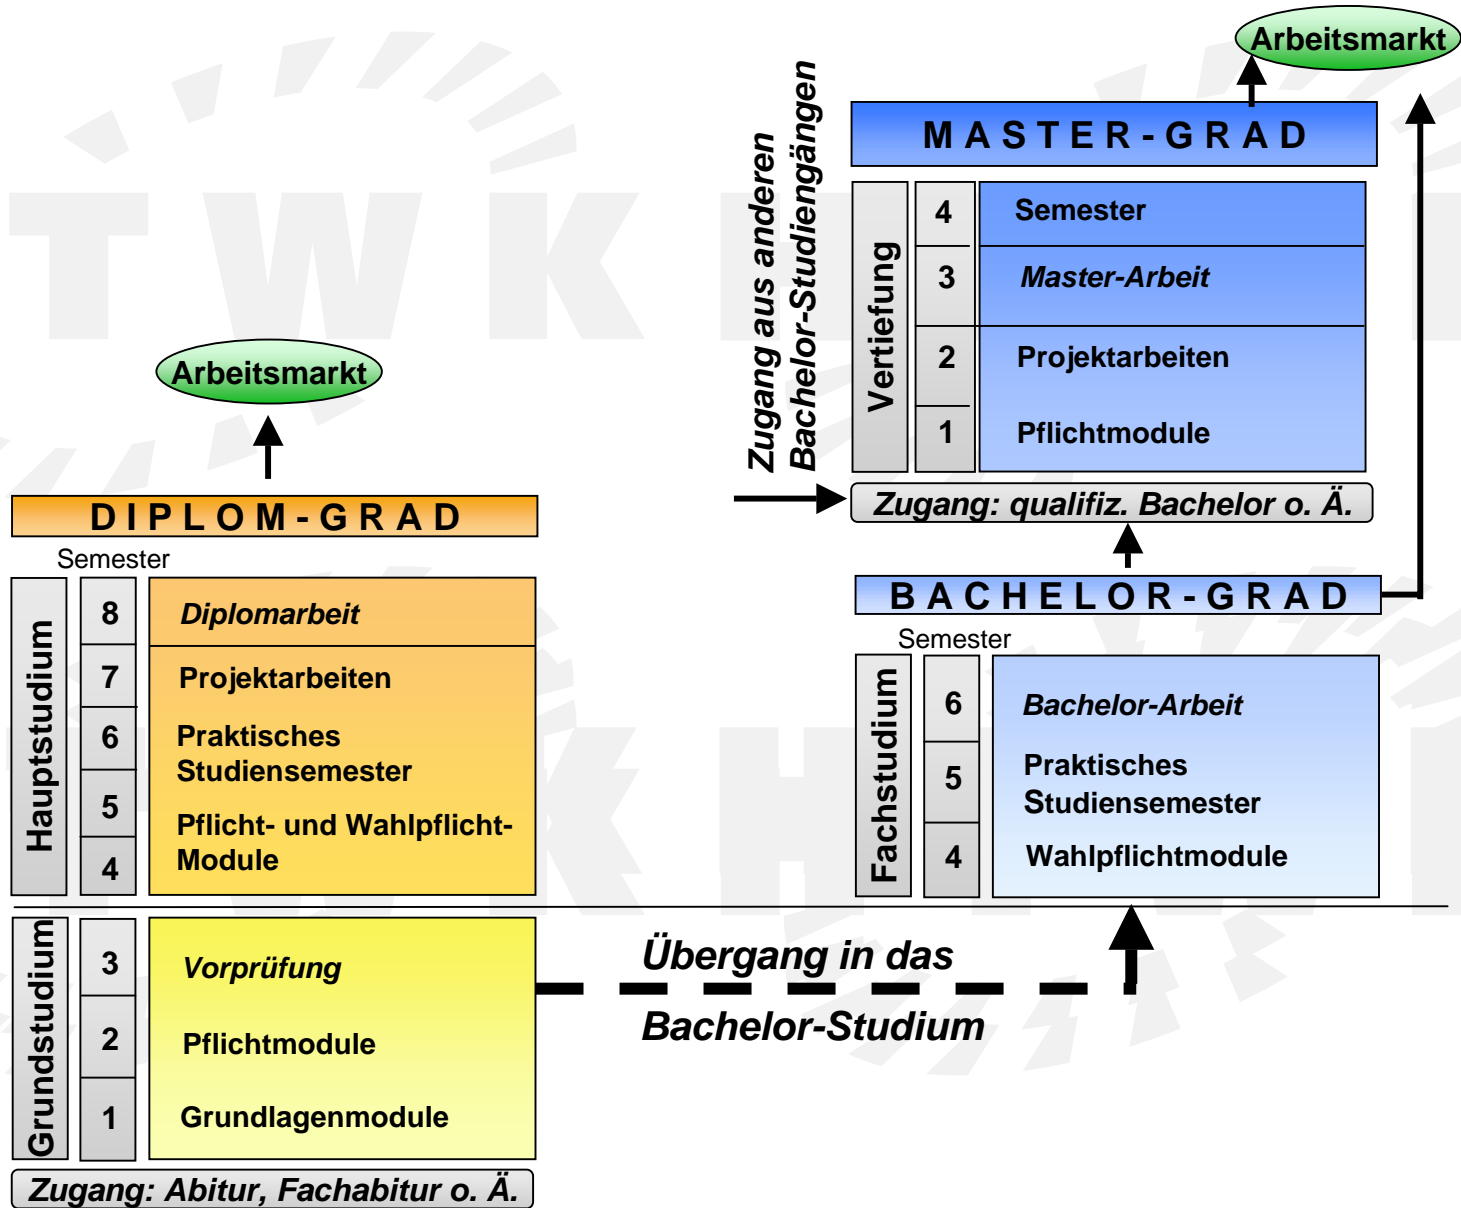 Arbeitsmarkt
MASTER-GRAD
Zugang aus anderen
Bachelor-Studiengängen
Vertiefung
4 Semester
3 Master-Arbeit
2 Projektarbeiten
1 Pflichtmodule
Zugang: qualifiz. Bachelor o. Ä.
BACHELOR-GRAD
Semester
Fachstudium
6 Bachelor-Arbeit
5 Praktisches
Studiensemester
4 Wahlpflichtmodule
Arbeitsmarkt
DIPLOM-GRAD
Semester
Hauptstudium
8 Diplomarbeit
7 Projektarbeiten
6 Praktisches
Studiensemester
5 Pflicht- und Wahlpflicht-
4 Module
Grundstudium
3 Vorprüfung
2 Pflichtmodule
1 Grundlagenmodule
Zugang: Abitur, Fachabitur o. Ä.
Übergang in das
Bachelor-Studium
TWKH